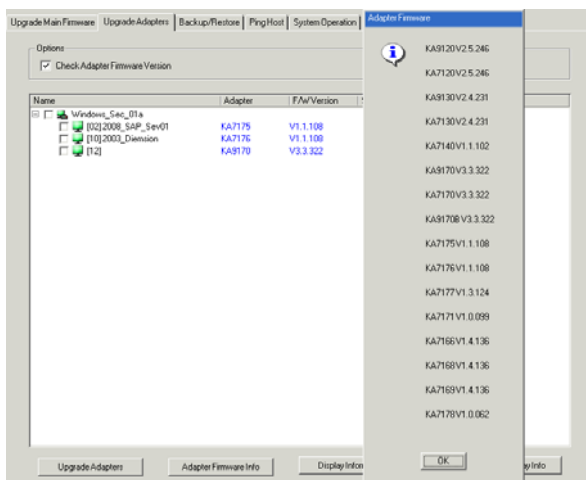 Upgrade Main Firmware Upgrade Adapters Backup/Restore Ping Host System Operation
Options
Check Adapter Firmware Version
Name Adapter F/W Version
Windows_Sec_01a
[02]2008_SAP_Sev01 KA7175 V1.1.108
[10]2003_Diemsion KA7176 V1.1.108
[12] KA9170 V3.3.322
Upgrade Adapters Adapter Firmware Info Display Infor y Info
Adapter Firmware
KA9120V2.5.246
KA7120V2.5.246
KA9130V2.4.231
KA7130V2.4.231
KA7140V1.1.102
KA9170V3.3.322
KA7170V3.3.322
KA9170B V3.3.322
KA7175V1.1.108
KA7176V1.1.108
KA7177V1.3.124
KA7171V1.0.099
KA7166V1.4.136
KA7168V1.4.136
KA7169V1.4.136
KA7178V1.0.062
OK